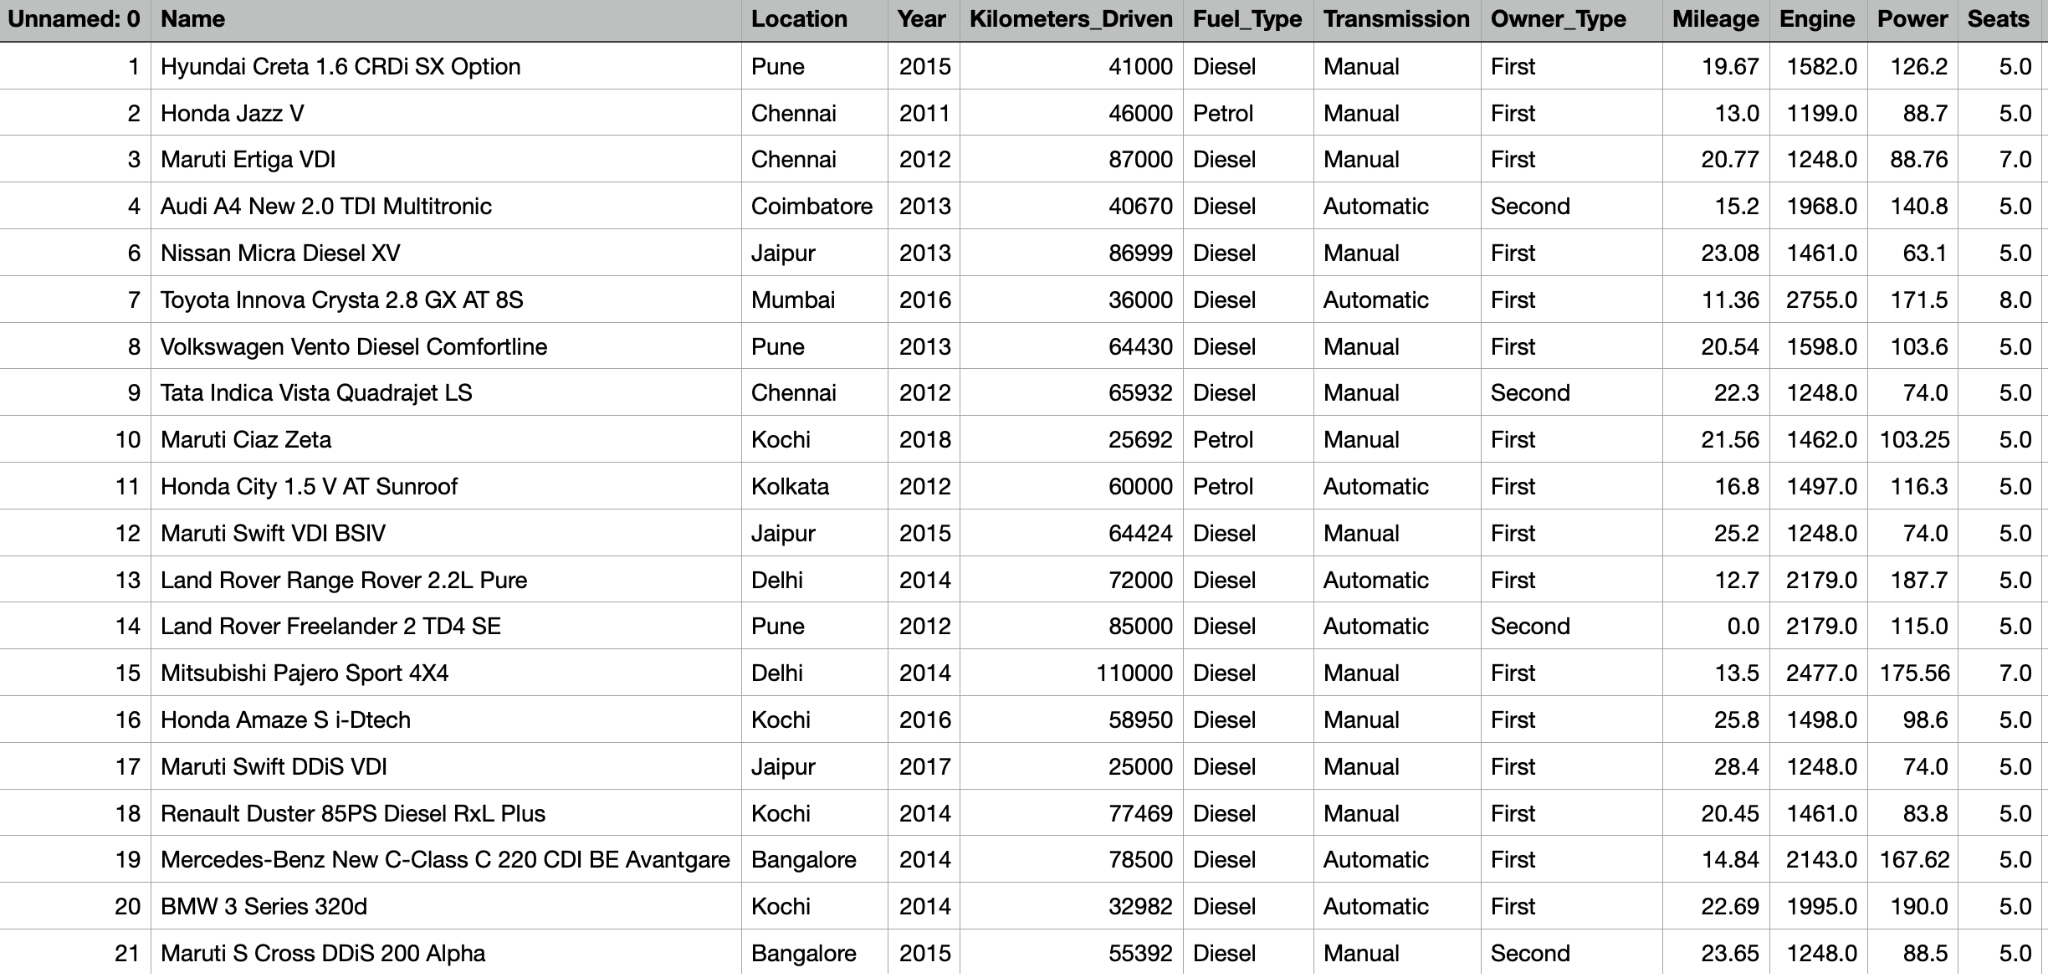 Unnamed: 0 Name Location Year Kilometers_Driven Fuel_Type Transmission Owner_Type Mileage Engine Power Seats
1 Hyundai Creta 1.6 CRDi SX Option Pune 2015 41000 Diesel Manual First 19.67 1582.0 126.2 5.0
2 Honda Jazz V Chennai 2011 46000 Petrol Manual First 13.0 1199.0 88.7 5.0
3 Maruti Ertiga VDI Chennai 2012 87000 Diesel Manual First 20.77 1248.0 88.76 7.0
4 Audi A4 New 2.0 TDI Multitronic Coimbatore 2013 40670 Diesel Automatic Second 15.2 1968.0 140.8 5.0
6 Nissan Micra Diesel XV Jaipur 2013 86999 Diesel Manual First 23.08 1461.0 63.1 5.0
7 Toyota Innova Crysta 2.8 GX AT 8S Mumbai 2016 36000 Diesel Automatic First 11.36 2755.0 171.5 8.0
8 Volkswagen Vento Diesel Comfortline Pune 2013 64430 Diesel Manual First 20.54 1598.0 103.6 5.0
9 Tata Indica Vista Quadrajet LS Chennai 2012 65932 Diesel Manual Second 22.3 1248.0 74.0 5.0
10 Maruti Ciaz Zeta Kochi 2018 25692 Petrol Manual First 21.56 1462.0 103.25 5.0
11 Honda City 1.5 V AT Sunroof Kolkata 2012 60000 Petrol Automatic First 16.8 1497.0 116.3 5.0
12 Maruti Swift VDI BSIV Jaipur 2015 64424 Diesel Manual First 25.2 1248.0 74.0 5.0
13 Land Rover Range Rover 2.2L Pure Delhi 2014 72000 Diesel Automatic First 12.7 2179.0 187.7 5.0
14 Land Rover Freelander 2 TD4 SE Pune 2012 85000 Diesel Automatic Second 0.0 2179.0 115.0 5.0
15 Mitsubishi Pajero Sport 4X4 Delhi 2014 110000 Diesel Manual First 13.5 2477.0 175.56 7.0
16 Honda Amaze S i-Dtech Kochi 2016 58950 Diesel Manual First 25.8 1498.0 98.6 5.0
17 Maruti Swift DDiS VDI Jaipur 2017 25000 Diesel Manual First 28.4 1248.0 74.0 5.0
18 Renault Duster 85PS Diesel RxL Plus Kochi 2014 77469 Diesel Manual First 20.45 1461.0 83.8 5.0
19 Mercedes-Benz New C-Class C 220 CDI BE Avantgare Bangalore 2014 78500 Diesel Automatic First 14.84 2143.0 167.62 5.0
20 BMW 3 Series 320d Kochi 2014 32982 Diesel Automatic First 22.69 1995.0 190.0 5.0
21 Maruti S Cross DDiS 200 Alpha Bangalore 2015 55392 Diesel Manual Second 23.65 1248.0 88.5 5.0